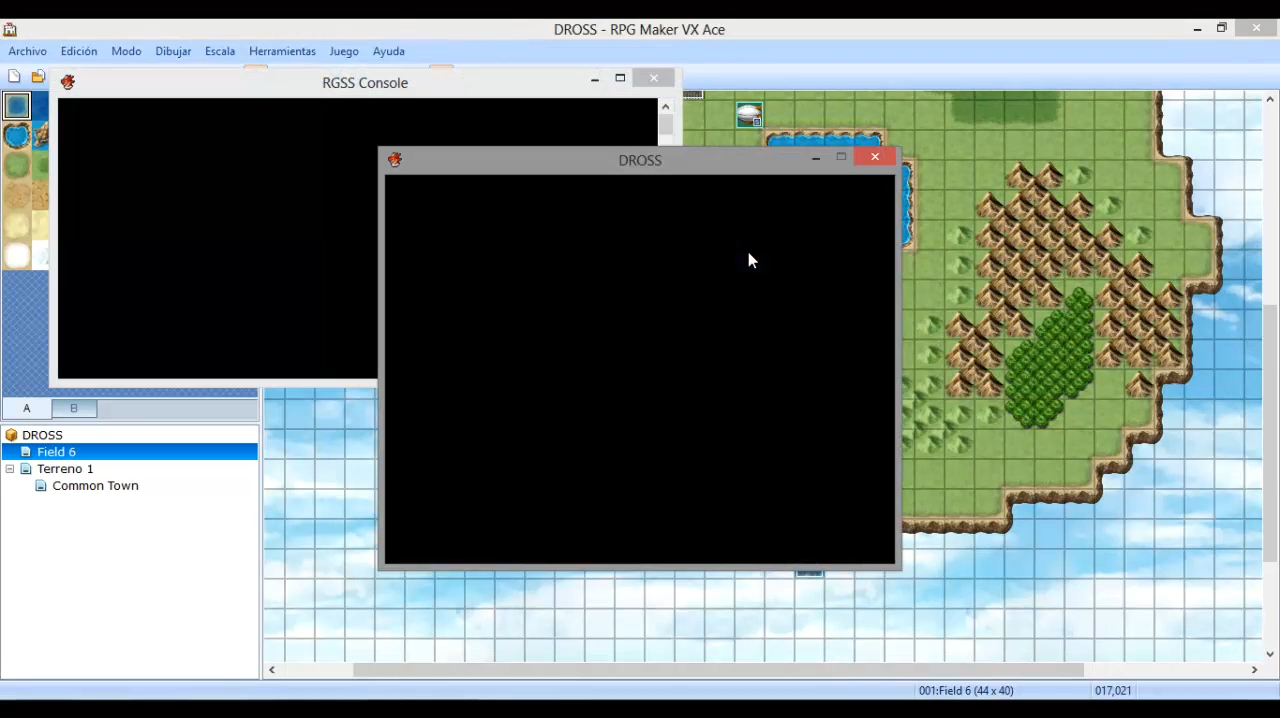 DROSS - RPG Maker VX Ace
Archivo Edición Modo Dibujar Escala Herramientas Juego Ayuda
RGSS Console
DROSS
A B
DROSS
Field 6
Terreno 1
Common Town
001:Field 6 (44 x 40) 017,021